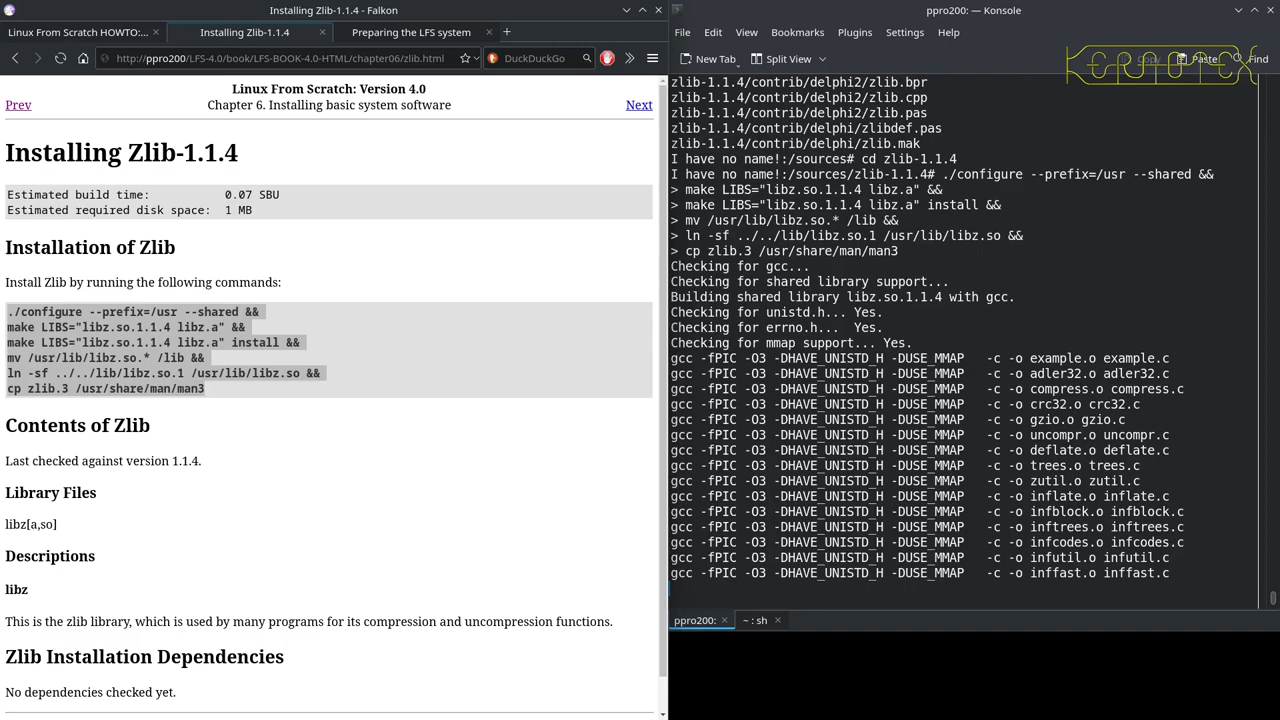 Installing Zlib-1.1.4 - Falkon
Linux From Scratch HOWTO:...
Installing Zlib-1.1.4
Preparing the LFS system
http://ppro200/LFS-4.0/book/LFS-BOOK-4.0-HTML/chapter06/zlib.html
DuckDuckGo
Linux From Scratch: Version 4.0
Prev
Chapter 6. Installing basic system software
Next
Installing Zlib-1.1.4
Estimated build time: 0.07 SBU
Estimated required disk space: 1 MB
Installation of Zlib
Install Zlib by running the following commands:
./configure --prefix=/usr --shared &&
make LIBS="libz.so.1.1.4 libz.a" &&
make LIBS="libz.so.1.1.4 libz.a" install &&
mv /usr/lib/libz.so.* /lib &&
ln -sf ../../lib/libz.so.1 /usr/lib/libz.so &&
cp zlib.3 /usr/share/man/man3
Contents of Zlib
Last checked against version 1.1.4.
Library Files
libz[a,so]
Descriptions
libz
This is the zlib library, which is used by many programs for its compression and uncompression functions.
Zlib Installation Dependencies
No dependencies checked yet.
ppro200: — Konsole
File Edit View Bookmarks Plugins Settings Help
New Tab Split View Copy Paste Find
zlib-1.1.4/contrib/delphi2/zlib.bpr
zlib-1.1.4/contrib/delphi2/zlib.cpp
zlib-1.1.4/contrib/delphi2/zlib.pas
zlib-1.1.4/contrib/delphi/zlibdef.pas
zlib-1.1.4/contrib/delphi/zlib.mak
I have no name!:/sources# cd zlib-1.1.4
I have no name!:/sources/zlib-1.1.4# ./configure --prefix=/usr --shared &&
> make LIBS="libz.so.1.1.4 libz.a" &&
> make LIBS="libz.so.1.1.4 libz.a" install &&
> mv /usr/lib/libz.so.* /lib &&
> ln -sf ../../lib/libz.so.1 /usr/lib/libz.so &&
> cp zlib.3 /usr/share/man/man3
Checking for gcc...
Checking for shared library support...
Building shared library libz.so.1.1.4 with gcc.
Checking for unistd.h... Yes.
Checking for errno.h... Yes.
Checking for mmap support... Yes.
gcc -fPIC -O3 -DHAVE_UNISTD_H -DUSE_MMAP -c -o example.o example.c
gcc -fPIC -O3 -DHAVE_UNISTD_H -DUSE_MMAP -c -o adler32.o adler32.c
gcc -fPIC -O3 -DHAVE_UNISTD_H -DUSE_MMAP -c -o compress.o compress.c
gcc -fPIC -O3 -DHAVE_UNISTD_H -DUSE_MMAP -c -o crc32.o crc32.c
gcc -fPIC -O3 -DHAVE_UNISTD_H -DUSE_MMAP -c -o gzio.o gzio.c
gcc -fPIC -O3 -DHAVE_UNISTD_H -DUSE_MMAP -c -o uncompr.o uncompr.c
gcc -fPIC -O3 -DHAVE_UNISTD_H -DUSE_MMAP -c -o deflate.o deflate.c
gcc -fPIC -O3 -DHAVE_UNISTD_H -DUSE_MMAP -c -o trees.o trees.c
gcc -fPIC -O3 -DHAVE_UNISTD_H -DUSE_MMAP -c -o zutil.o zutil.c
gcc -fPIC -O3 -DHAVE_UNISTD_H -DUSE_MMAP -c -o inflate.o inflate.c
gcc -fPIC -O3 -DHAVE_UNISTD_H -DUSE_MMAP -c -o infblock.o infblock.c
gcc -fPIC -O3 -DHAVE_UNISTD_H -DUSE_MMAP -c -o inftrees.o inftrees.c
gcc -fPIC -O3 -DHAVE_UNISTD_H -DUSE_MMAP -c -o infcodes.o infcodes.c
gcc -fPIC -O3 -DHAVE_UNISTD_H -DUSE_MMAP -c -o infutil.o infutil.c
gcc -fPIC -O3 -DHAVE_UNISTD_H -DUSE_MMAP -c -o inffast.o inffast.c
ppro200:
~ : sh